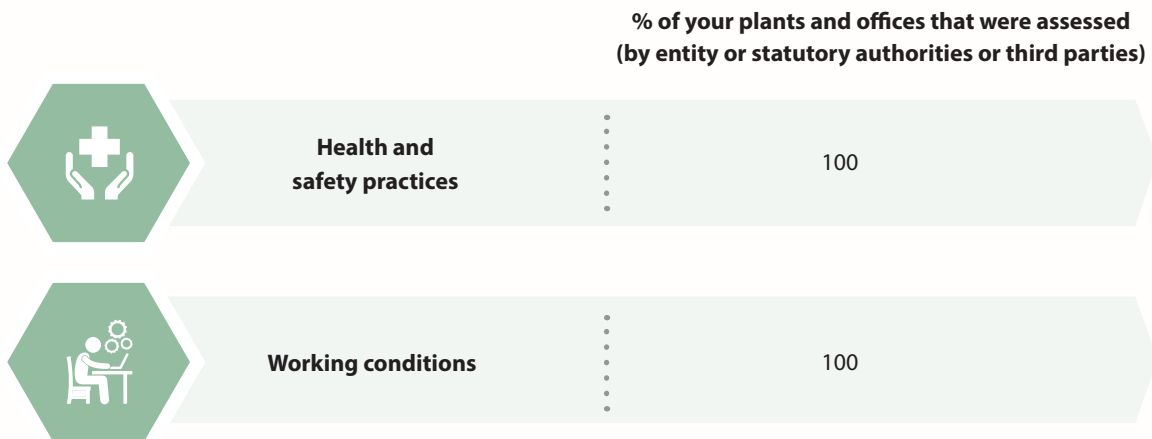 % of your plants and offices that were assessed
(by entity or statutory authorities or third parties)
Health and
safety practices
100
Working conditions
100